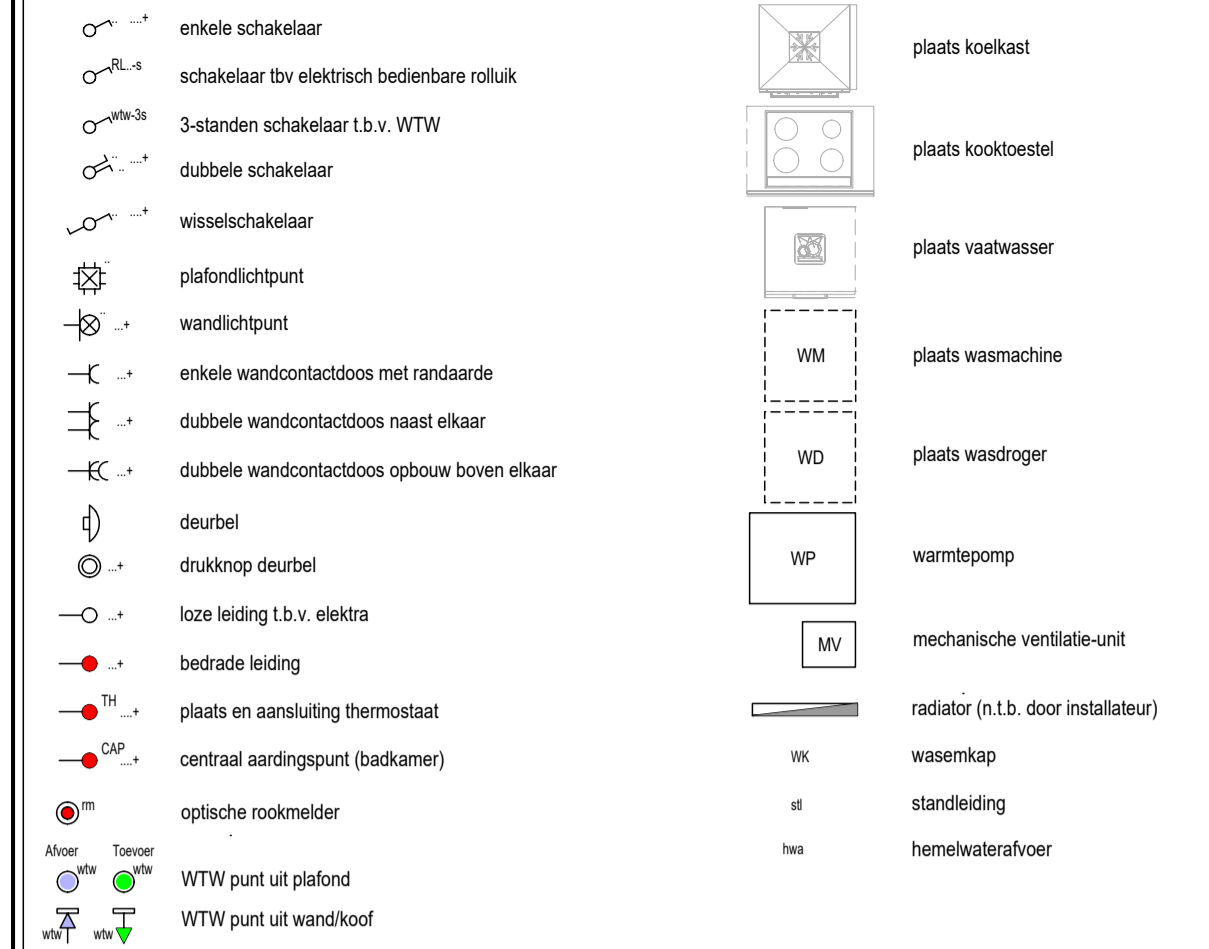 .. ....+ enkele schakelaar
RL..-s schakelaar tbv elektrisch bedienbare rolluik
wtw-3s 3-standen schakelaar t.b.v. WTW
.. .. ....+ dubbele schakelaar
.. ....+ wisselschakelaar
.. plafondlichtpunt
.. ...+ wandlichtpunt
...+ enkele wandcontactdoos met randaarde
...+ dubbele wandcontactdoos naast elkaar
...+ dubbele wandcontactdoos opbouw boven elkaar
deurbel
...+ drukknop deurbel
...+ loze leiding t.b.v. elektra
...+ bedrade leiding
TH ....+ plaats en aansluiting thermostaat
CAP ....+ centraal aardingspunt (badkamer)
rm optische rookmelder
Afvoer Toevoer
wtw wtw WTW punt uit plafond
wtw wtw WTW punt uit wand/koof
plaats koelkast
plaats kooktoestel
plaats vaatwasser
WM plaats wasmachine
WD plaats wasdroger
WP warmtepomp
MV mechanische ventilatie-unit
radiator (n.t.b. door installateur)
WK wasemkap
stl standleiding
hwa hemelwaterafvoer